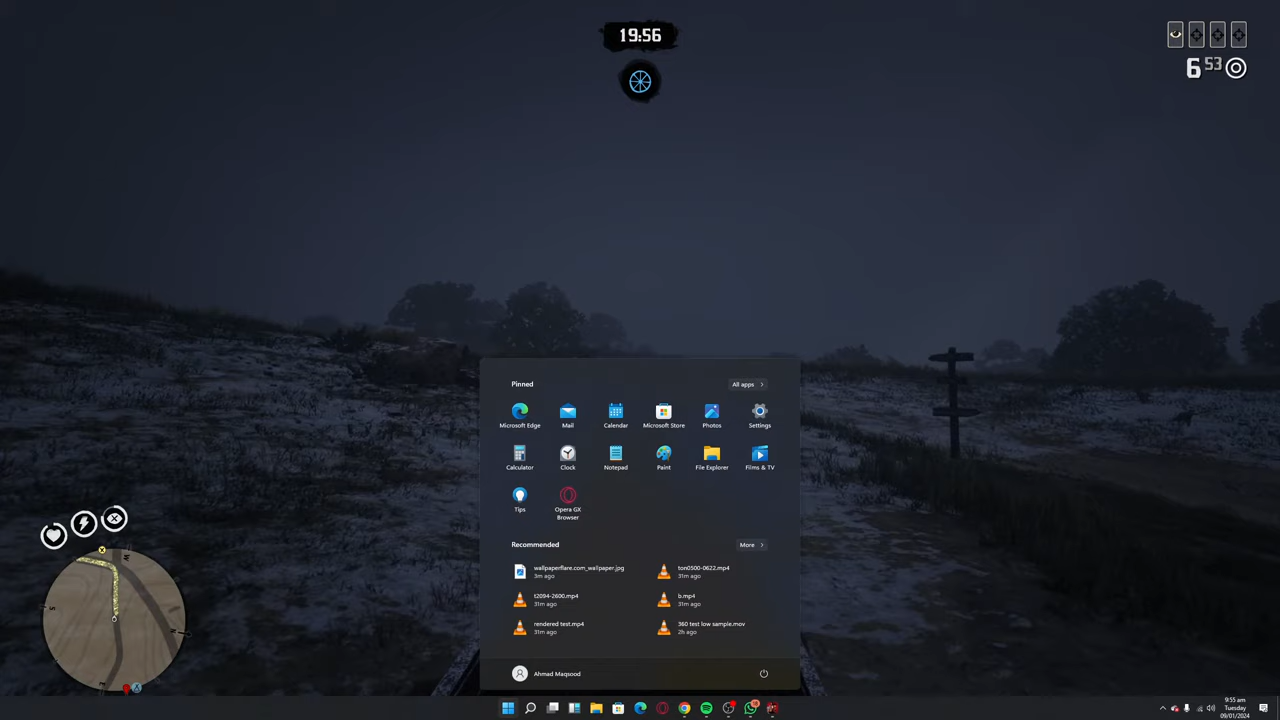 19:56
6 53
Pinned
All apps
Microsoft Edge
Mail
Calendar
Microsoft Store
Photos
Settings
Calculator
Clock
Notepad
Paint
File Explorer
Films & TV
Tips
Opera GX
Browser
Recommended
More
wallpaperflare.com_wallpaper.jpg
3m ago
ton0500-0622.mp4
31m ago
t2094-2600.mp4
31m ago
b.mp4
31m ago
rendered test.mp4
31m ago
360 test low sample.mov
2h ago
Ahmad Maqsood
9:55 am
Tuesday
09/01/2024